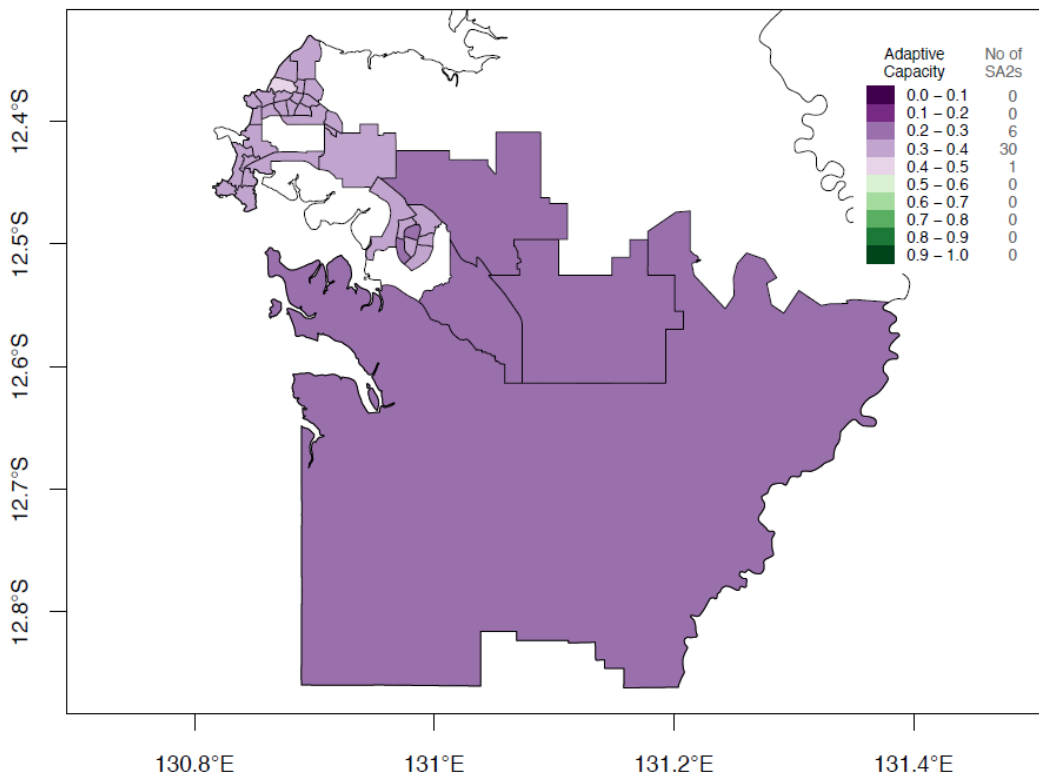 Adaptive No of
Capacity SA2s
0.0 – 0.1 0
0.1 – 0.2 0
0.2 – 0.3 6
0.3 – 0.4 30
0.4 – 0.5 1
0.5 – 0.6 0
0.6 – 0.7 0
0.7 – 0.8 0
0.8 – 0.9 0
0.9 – 1.0 0
12.4°S
12.5°S
12.6°S
12.7°S
12.8°S
130.8°E 131°E 131.2°E 131.4°E